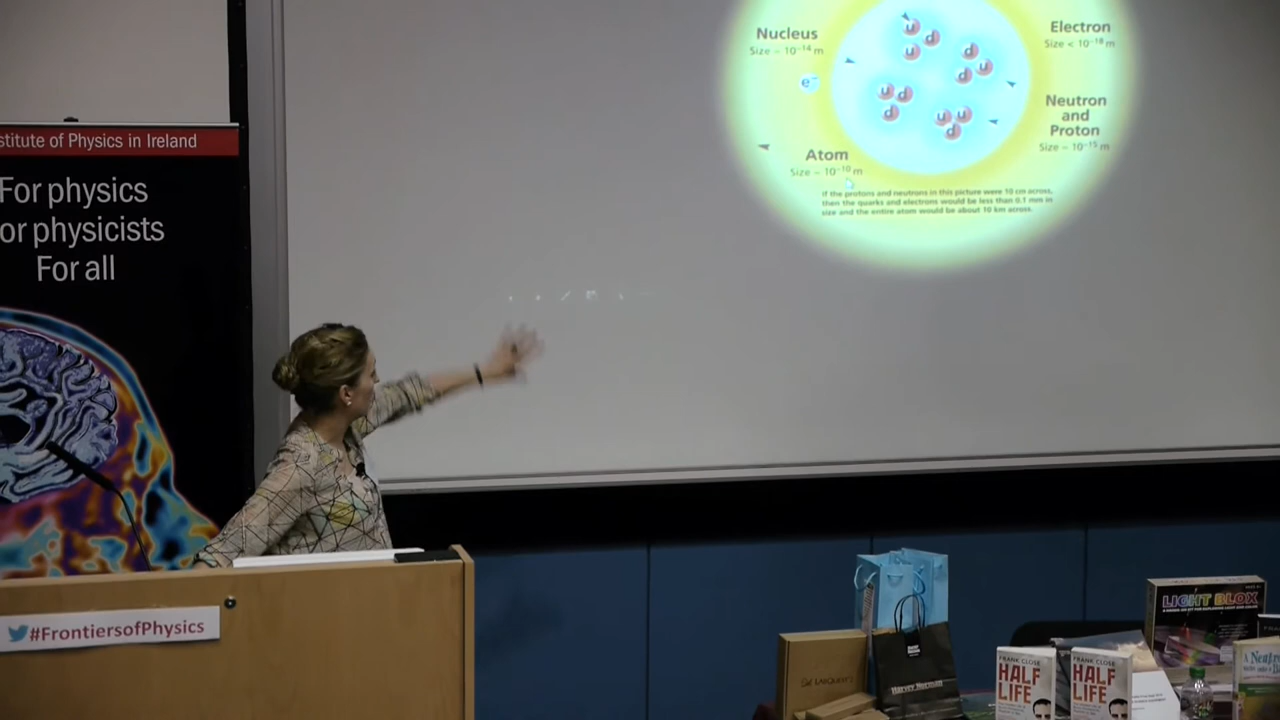 stitute of Physics in Ireland
For physics
or physicists
For all
Nucleus
Size ~ 10⁻¹⁴ m
e⁻
Atom
Size ~ 10⁻¹⁰ m
Electron
Size < 10⁻¹⁸ m
Neutron
and
Proton
Size ~ 10⁻¹⁵ m
u
d
u
d
u
d
u
d
d
u
u
d
If the protons and neutrons in this picture were 10 cm across,
then the quarks and electrons would be less than 0.1 mm in
size and the entire atom would be about 10 km across.
#FrontiersofPhysics
Harvey Norman
FRANK CLOSE
HALF
LIFE
FRANK CLOSE
HALF
LIFE
LIGHT BLOX